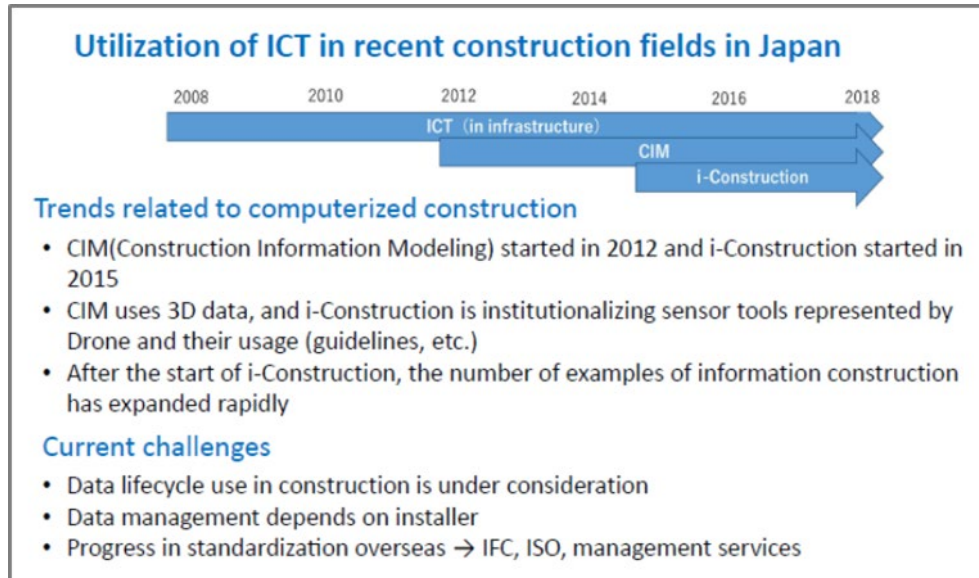 Utilization of ICT in recent construction fields in Japan
2008 2010 2012 2014 2016 2018
ICT（in infrastructure）
CIM
i-Construction
Trends related to computerized construction
• CIM(Construction Information Modeling) started in 2012 and i-Construction started in
2015
• CIM uses 3D data, and i-Construction is institutionalizing sensor tools represented by
Drone and their usage (guidelines, etc.)
• After the start of i-Construction, the number of examples of information construction
has expanded rapidly
Current challenges
• Data lifecycle use in construction is under consideration
• Data management depends on installer
• Progress in standardization overseas → IFC, ISO, management services